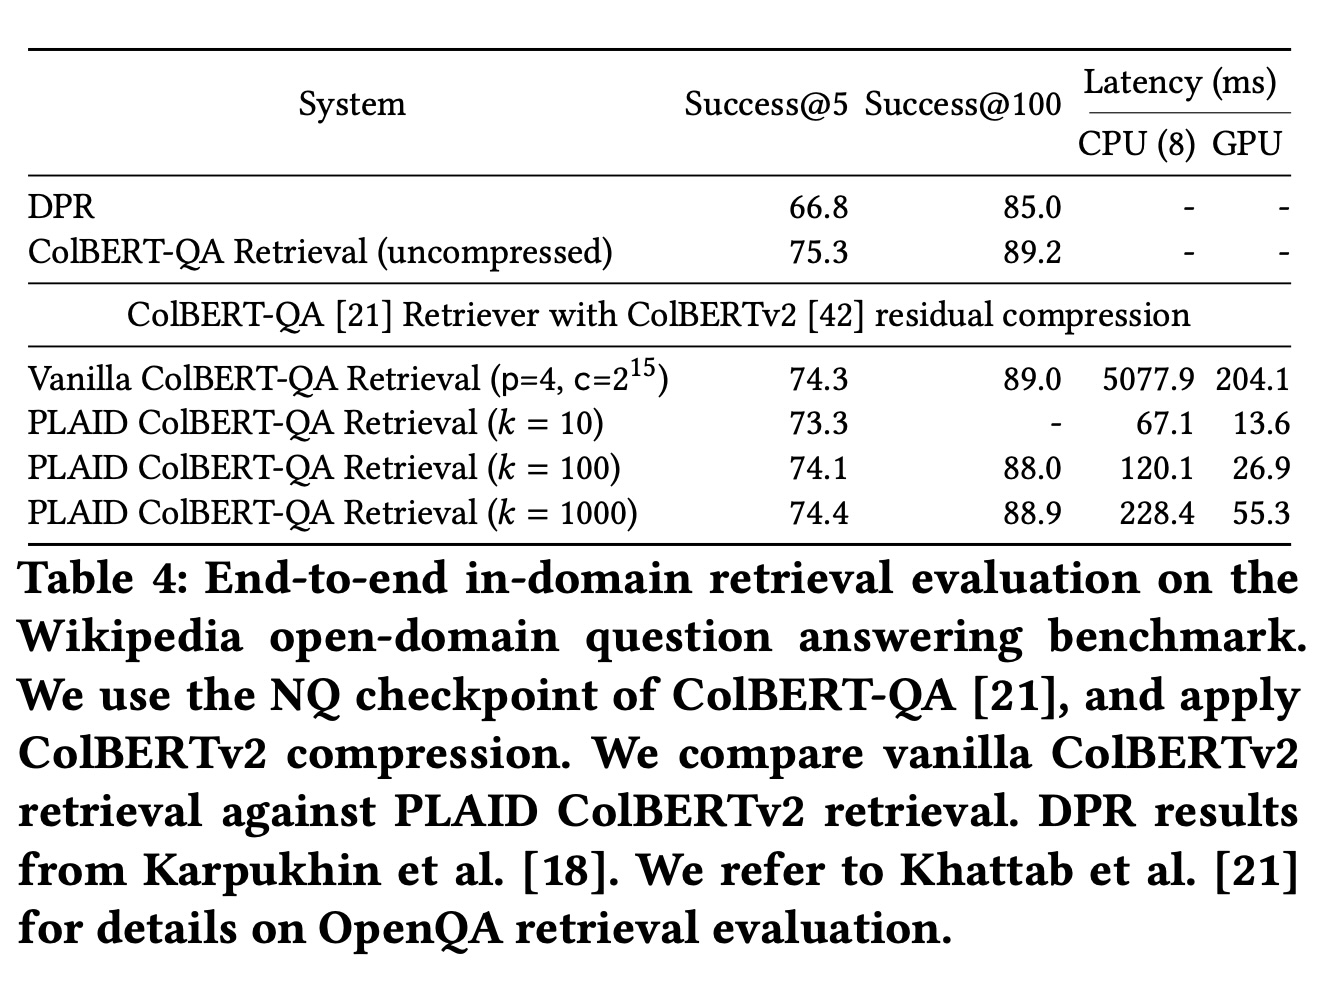 System Success@5 Success@100 Latency (ms)
CPU (8) GPU
DPR 66.8 85.0 - -
ColBERT-QA Retrieval (uncompressed) 75.3 89.2 - -
ColBERT-QA [21] Retriever with ColBERTv2 [42] residual compression
Vanilla ColBERT-QA Retrieval (p=4, c=2¹⁵) 74.3 89.0 5077.9 204.1
PLAID ColBERT-QA Retrieval (k = 10) 73.3 - 67.1 13.6
PLAID ColBERT-QA Retrieval (k = 100) 74.1 88.0 120.1 26.9
PLAID ColBERT-QA Retrieval (k = 1000) 74.4 88.9 228.4 55.3
Table 4: End-to-end in-domain retrieval evaluation on the
Wikipedia open-domain question answering benchmark.
We use the NQ checkpoint of ColBERT-QA [21], and apply
ColBERTv2 compression. We compare vanilla ColBERTv2
retrieval against PLAID ColBERTv2 retrieval. DPR results
from Karpukhin et al. [18]. We refer to Khattab et al. [21]
for details on OpenQA retrieval evaluation.